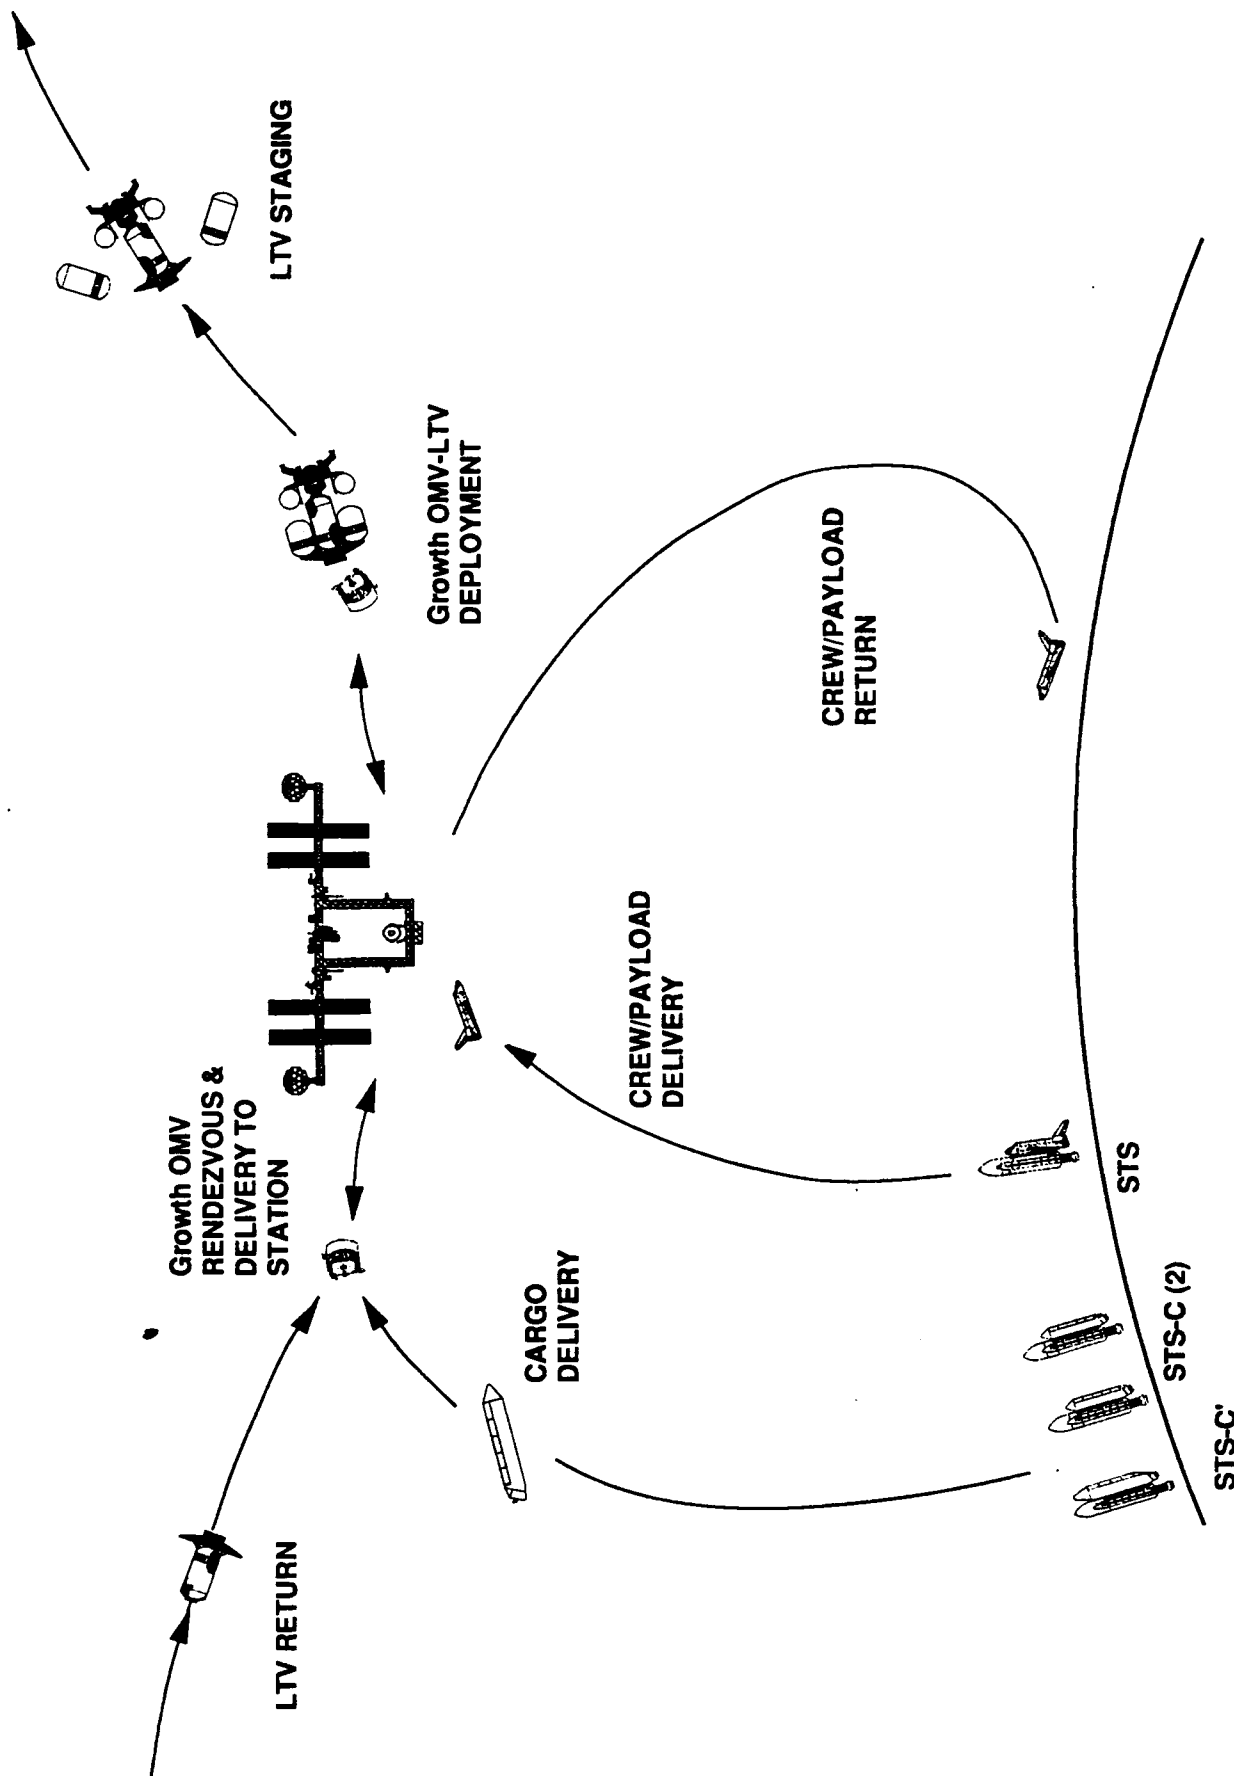 LTV RETURN
Growth OMV
RENDEZVOUS &
DELIVERY TO
STATION
CARGO
DELIVERY
STS-C'
STS-C (2)
STS
CREW/PAYLOAD
DELIVERY
CREW/PAYLOAD
RETURN
Growth OMV-LTV
DEPLOYMENT
LTV STAGING